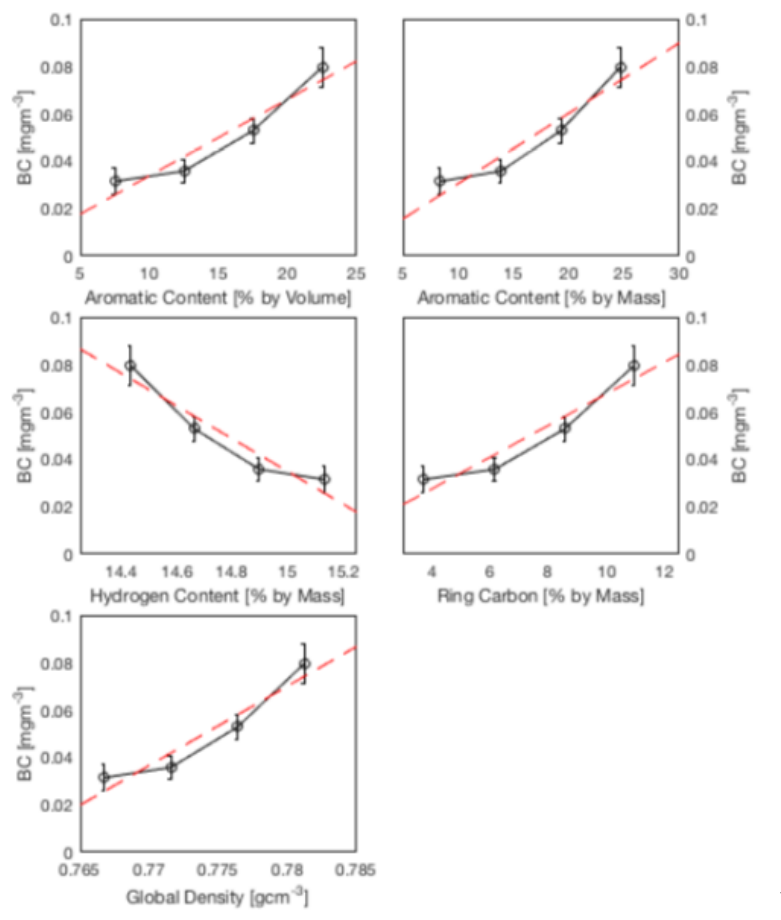 BC [mgm-3]
0.1
0.08
0.06
0.04
0.02
0
5 10 15 20 25
Aromatic Content [% by Volume]
0.1
0.08
0.06
0.04
0.02
0
BC [mgm-3]
5 10 15 20 25 30
Aromatic Content [% by Mass]
BC [mgm-3]
0.1
0.08
0.06
0.04
0.02
0
14.4 14.6 14.8 15 15.2
Hydrogen Content [% by Mass]
0.1
0.08
0.06
0.04
0.02
0
BC [mgm-3]
4 6 8 10 12
Ring Carbon [% by Mass]
BC [mgm-3]
0.1
0.08
0.06
0.04
0.02
0
0.765 0.77 0.775 0.78 0.785
Global Density [gcm-3]